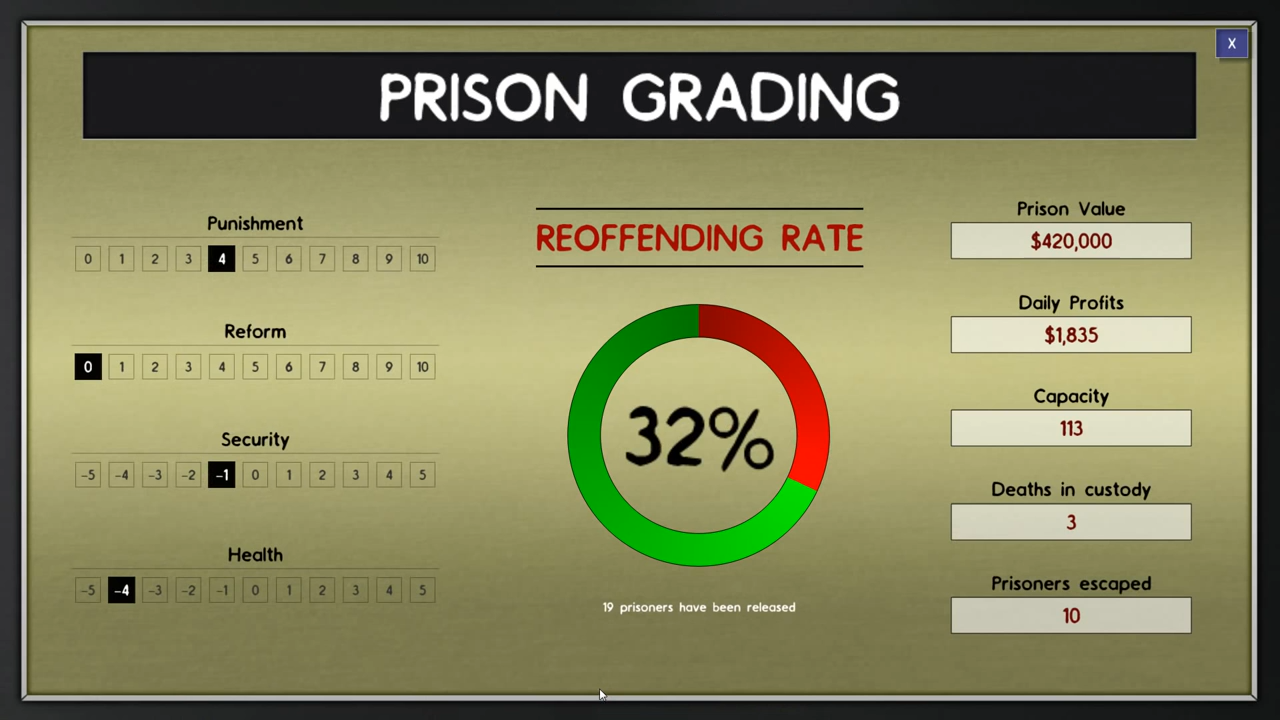 X
PRISON GRADING
Punishment
0 1 2 3 4 5 6 7 8 9 10
Reform
0 1 2 3 4 5 6 7 8 9 10
Security
-5 -4 -3 -2 -1 0 1 2 3 4 5
Health
-5 -4 -3 -2 -1 0 1 2 3 4 5
REOFFENDING RATE
32%
19 prisoners have been released
Prison Value
$420,000
Daily Profits
$1,835
Capacity
113
Deaths in custody
3
Prisoners escaped
10